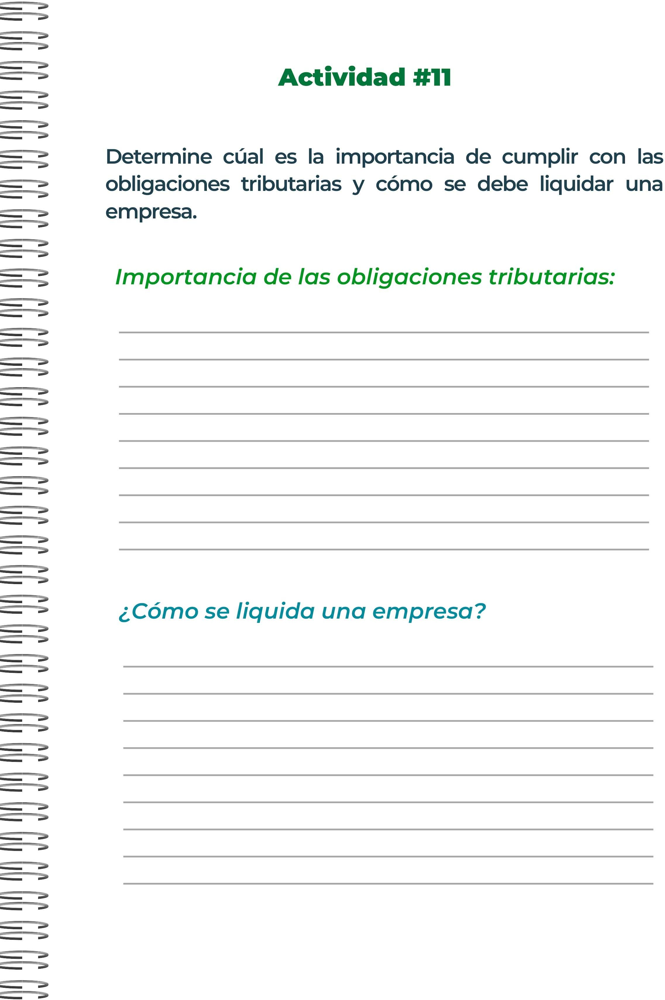 Actividad #11
Determine cúal es la importancia de cumplir con las
obligaciones tributarias y cómo se debe liquidar una
empresa.
Importancia de las obligaciones tributarias:
¿Cómo se liquida una empresa?